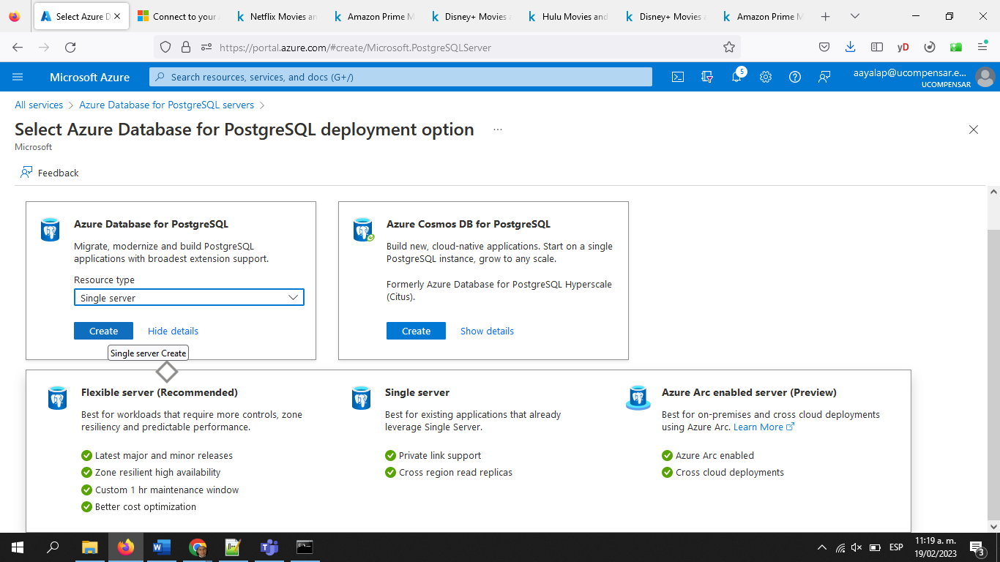 Select Azure D
Connect to your
Netflix Movies an
Amazon Prime M
Disney+ Movies a
Hulu Movies and
Disney+ Movies a
Amazon Prime M
https://portal.azure.com/#create/Microsoft.PostgreSQLServer
yD
Microsoft Azure
Search resources, services, and docs (G+/)
5
aayalap@ucompensar.e...
UCOMPENSAR
All services > Azure Database for PostgreSQL servers >
Select Azure Database for PostgreSQL deployment option ...
Microsoft
Feedback
Azure Database for PostgreSQL
Migrate, modernize and build PostgreSQL
applications with broadest extension support.
Resource type
Single server
Create
Hide details
Single server Create
Azure Cosmos DB for PostgreSQL
Build new, cloud-native applications. Start on a single
PostgreSQL instance, grow to any scale.
Formerly Azure Database for PostgreSQL Hyperscale
(Citus).
Create
Show details
Flexible server (Recommended)
Best for workloads that require more controls, zone
resiliency and predictable performance.
Latest major and minor releases
Zone resilient high availability
Custom 1 hr maintenance window
Better cost optimization
Single server
Best for existing applications that already
leverage Single Server.
Private link support
Cross region read replicas
Azure Arc enabled server (Preview)
Best for on-premises and cross cloud deployments
using Azure Arc. Learn More
Azure Arc enabled
Cross cloud deployments
ESP
11:19 a. m.
19/02/2023
3